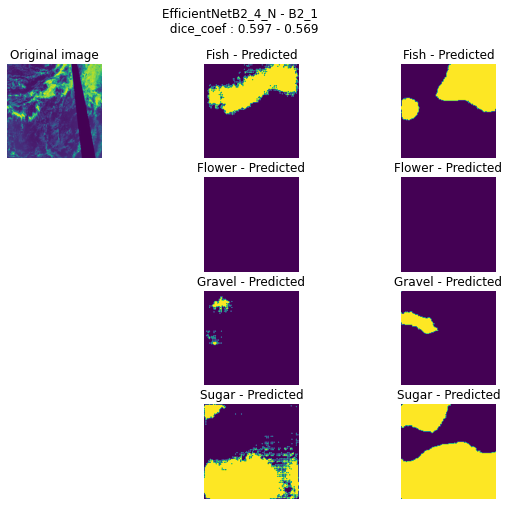 EfficientNetB2_4_N - B2_1
dice_coef : 0.597 - 0.569
Original image
Fish - Predicted
Fish - Predicted
Flower - Predicted
Flower - Predicted
Gravel - Predicted
Gravel - Predicted
Sugar - Predicted
Sugar - Predicted